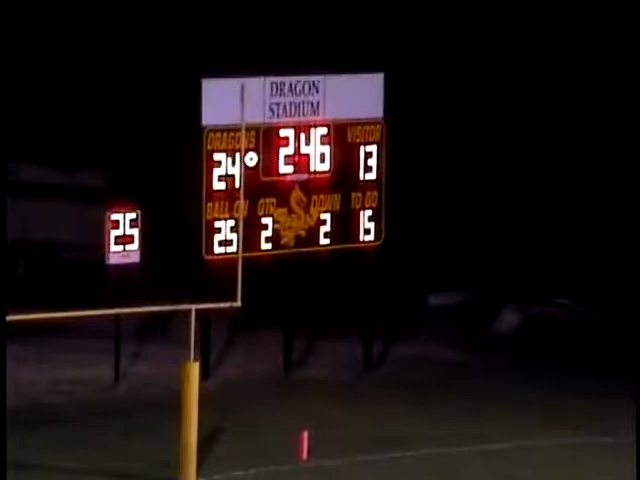 DRAGON
STADIUM
DRAGONS 2:46 VISITOR
24 13
BALL ON QTR DOWN TO GO
25 2 2 15
25